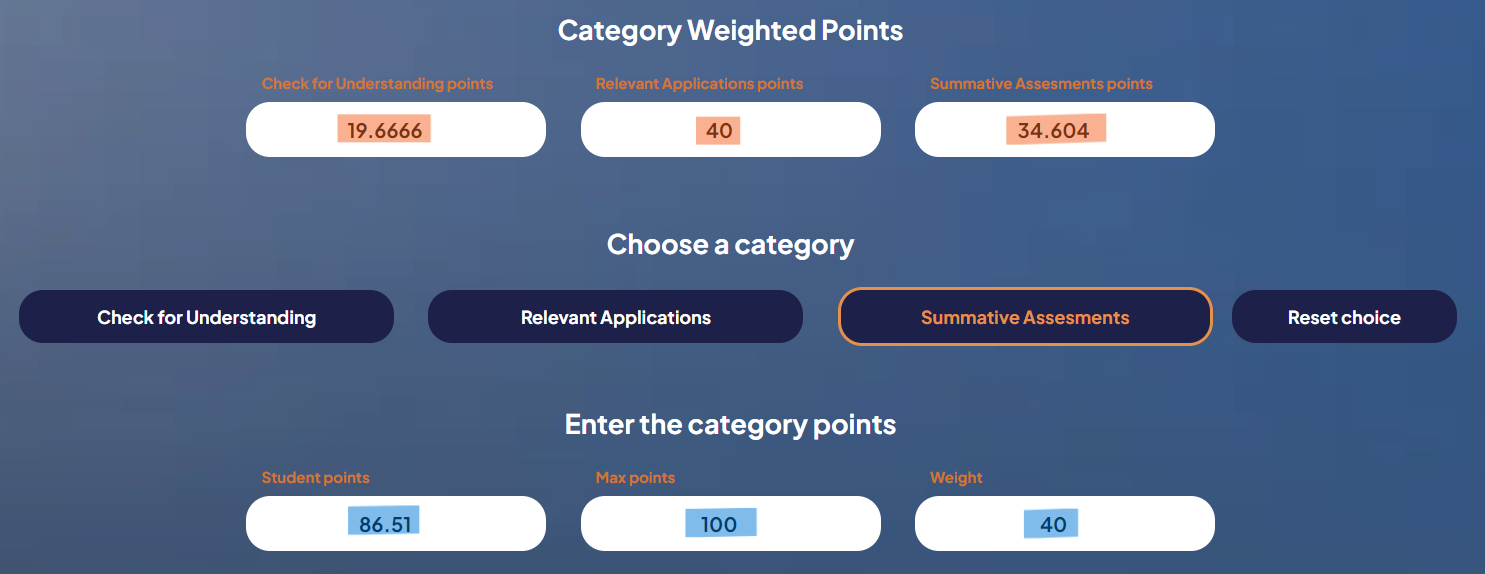 Category Weighted Points
Check for Understanding points Relevant Applications points Summative Assesments points
19.6666 40 34.604
Choose a category
Check for Understanding Relevant Applications Summative Assesments Reset choice
Enter the category points
Student points Max points Weight
86.51 100 40